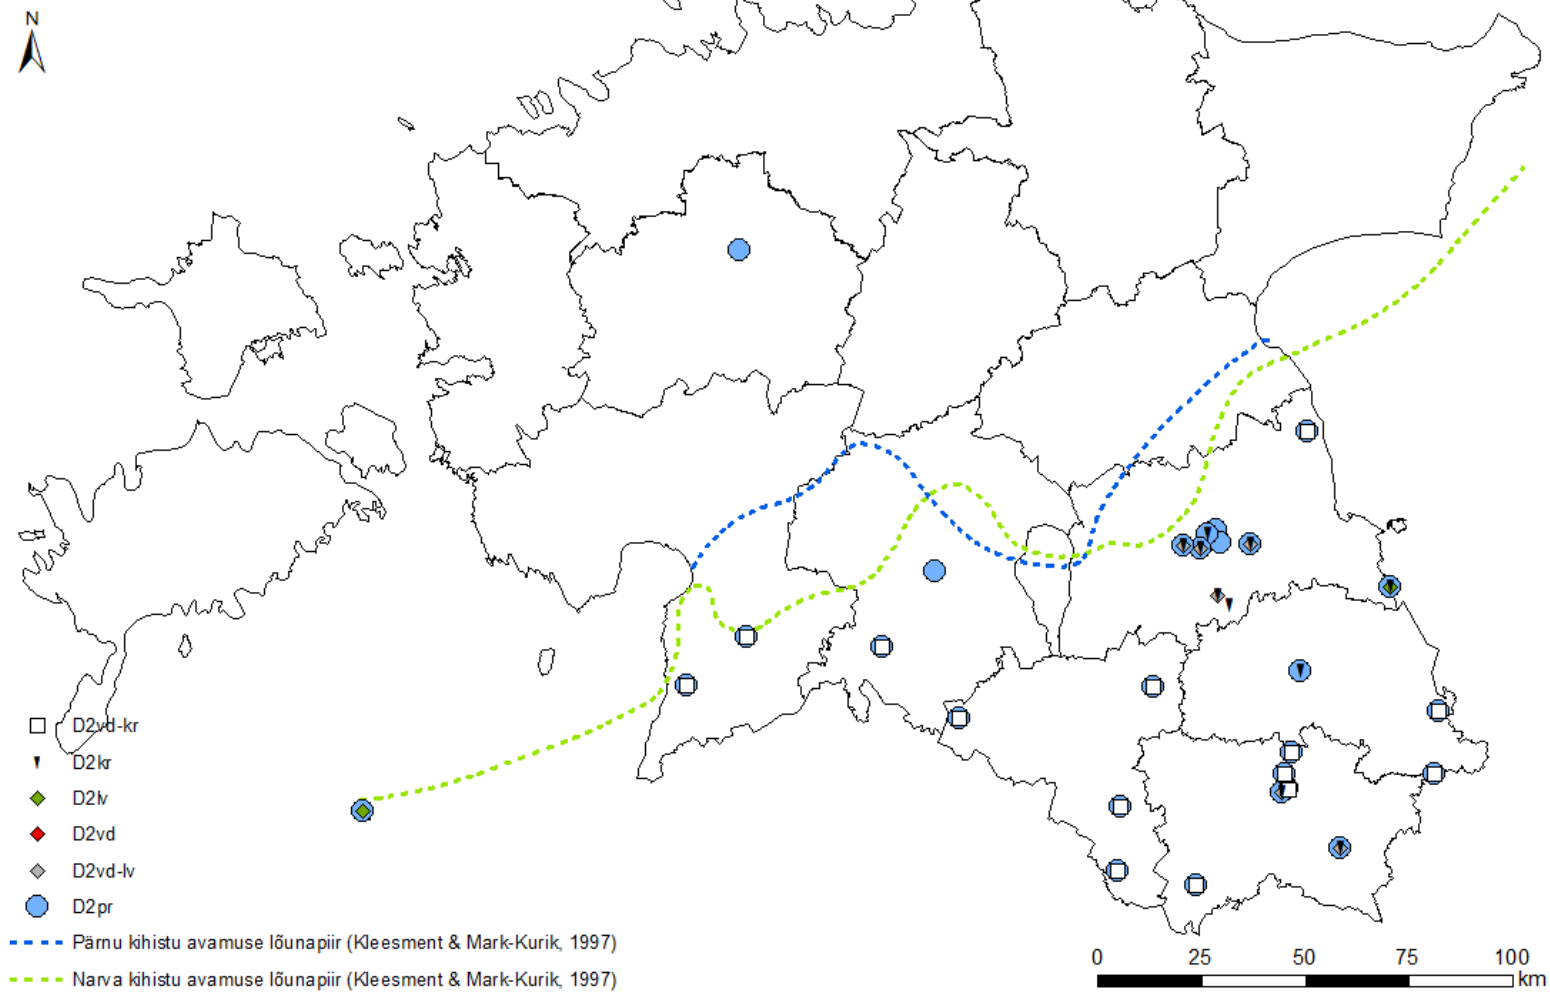 N
D2vd-kr
D2kr
D2lv
D2vd
D2vd-lv
D2pr
Pärnu kihistu avamuse lõunapiir (Kleesment & Mark-Kurik, 1997)
Narva kihistu avamuse lõunapiir (Kleesment & Mark-Kurik, 1997)
0 25 50 75 100
km